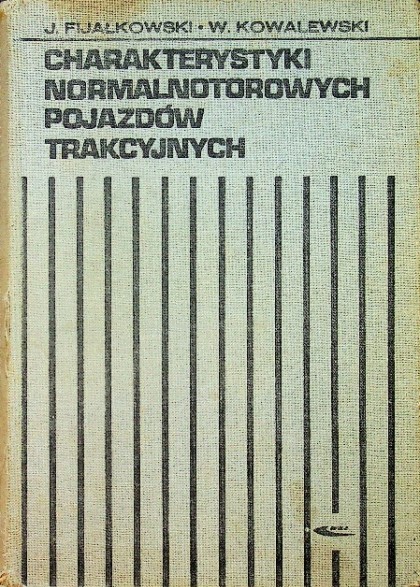 J. FIJAŁKOWSKI • W. KOWALEWSKI
CHARAKTERYSTYKI
NORMALNOTOROWYCH
POJAZDÓW
TRAKCYJNYCH